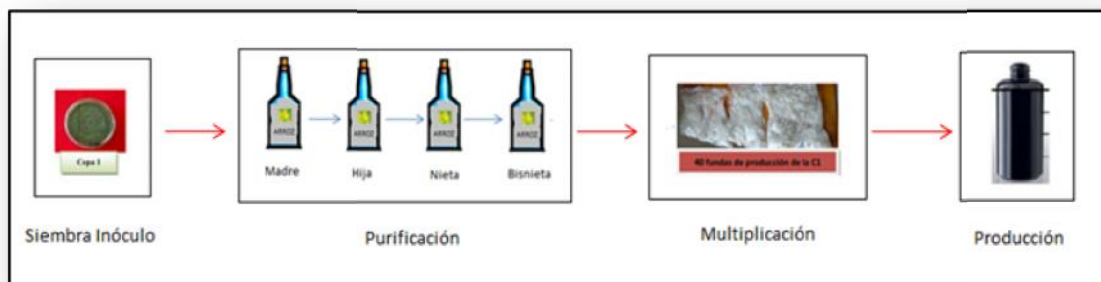 Cepa 1
Siembra Inóculo
ARROZ
ARROZ
ARROZ
ARROZ
Madre
Hija
Nieta
Bisnieta
Purificación
40 fundas de producción de la C1
Multiplicación
Producción